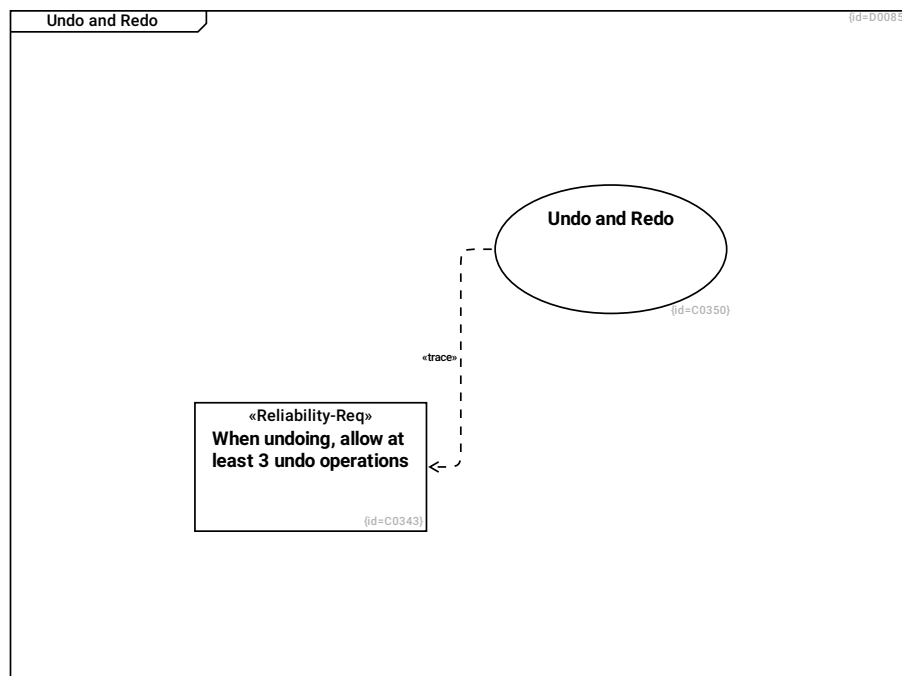 Undo and Redo
{id=D0085
Undo and Redo
{id=C0350}
«trace»
«Reliability-Req»
When undoing, allow at
least 3 undo operations
{id=C0343}